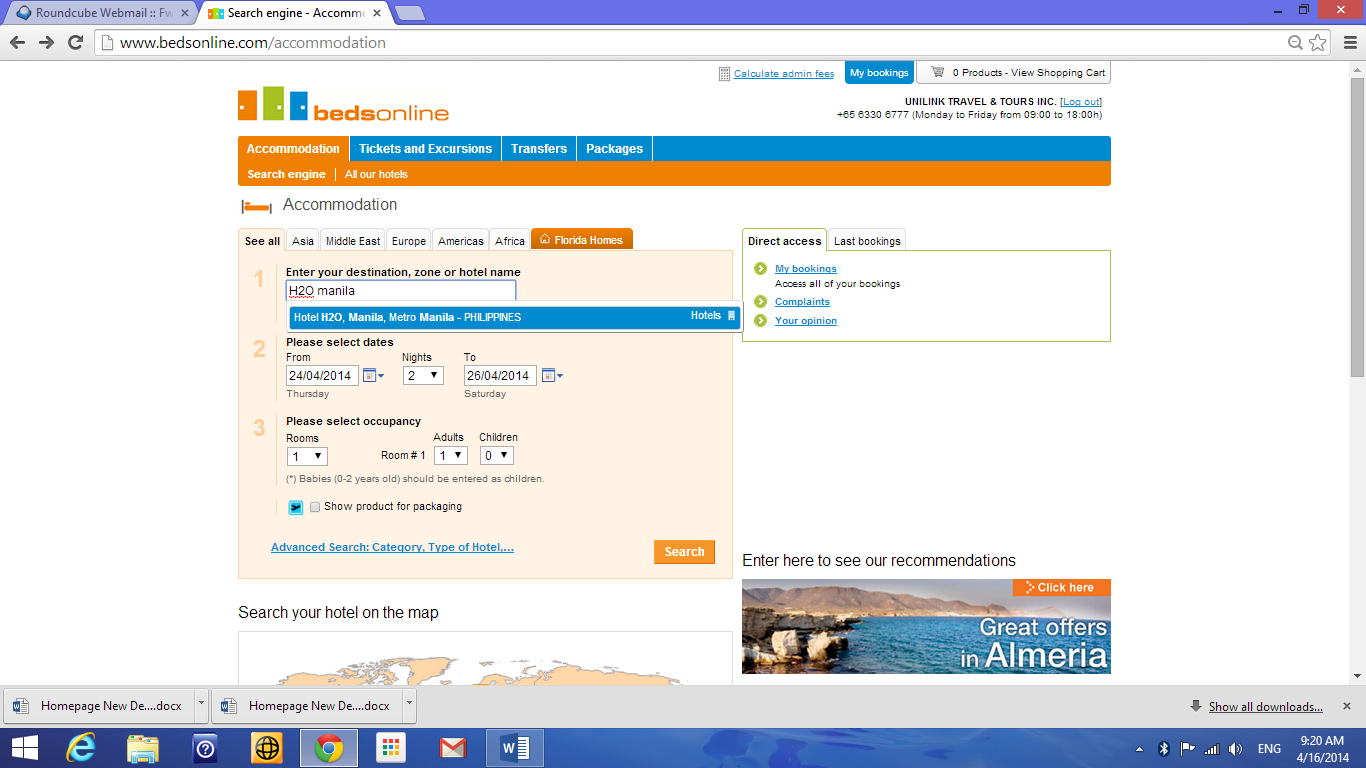 Roundcube Webmail :: Fw
Search engine - Accommo
www.bedsonline.com/accommodation
Calculate admin fees
My bookings
0 Products - View Shopping Cart
bedsonline
UNILINK TRAVEL & TOURS INC. [Log out]
+65 6330 6777 (Monday to Friday from 09:00 to 18:00h)
Accommodation Tickets and Excursions Transfers Packages
Search engine All our hotels
Accommodation
See all Asia Middle East Europe Americas Africa Florida Homes
Direct access Last bookings
1 Enter your destination, zone or hotel name
H2O manila
Hotel H2O, Manila, Metro Manila - PHILIPPINES Hotels
My bookings
Access all of your bookings
Complaints
Your opinion
2 Please select dates
From Nights To
24/04/2014 2 26/04/2014
Thursday Saturday
3 Please select occupancy
Rooms Adults Children
1 Room # 1 1 0
(*) Babies (0-2 years old) should be entered as children.
Show product for packaging
Advanced Search: Category, Type of Hotel,...
Search
Enter here to see our recommendations
Click here
Great offers
in Almeria
Search your hotel on the map
Homepage New De....docx
Homepage New De....docx
Show all downloads...
ENG
9:20 AM
4/16/2014